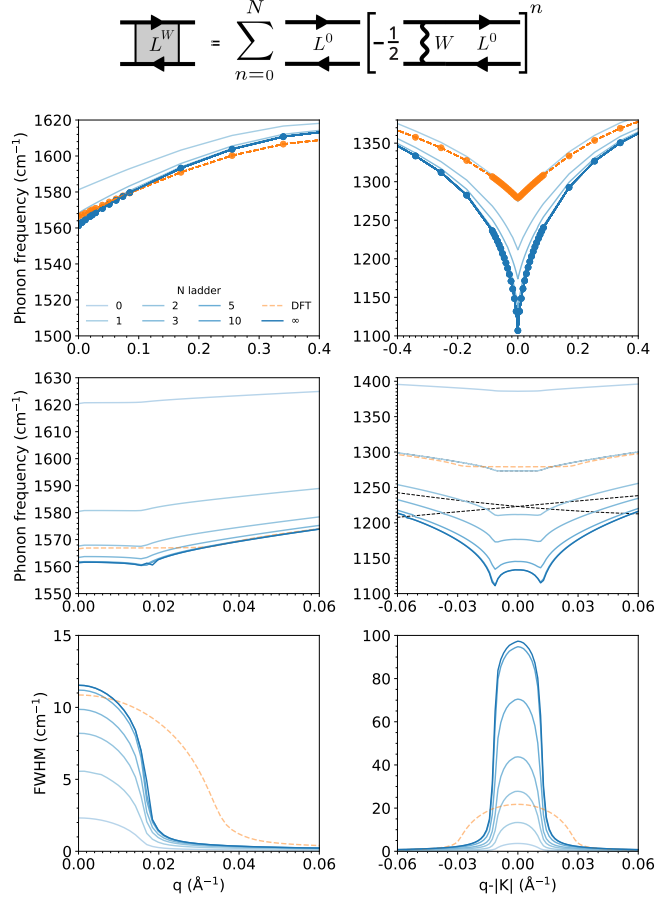 L^W = \sum_{n=0}^{N} L^0 [ -\frac{1}{2} W L^0 ]^n
Phonon frequency (cm⁻¹)
1620
1600
1580
1560
1540
1520
1500
N ladder
0 2 5 DFT
1 3 10 ∞
0.0 0.1 0.2 0.3 0.4
1300
1250
1200
1150
1100
1350
-0.4 -0.2 0.0 0.2 0.4
Phonon frequency (cm⁻¹)
1630
1620
1610
1600
1590
1580
1570
1560
1550
0.00 0.02 0.04 0.06
1400
1350
1300
1250
1200
1150
1100
-0.06 -0.03 0.00 0.03 0.06
FWHM (cm⁻¹)
15
10
5
0
0.00 0.02 0.04 0.06
q (Å⁻¹)
100
80
60
40
20
0
-0.06 -0.03 0.00 0.03 0.06
q-|K| (Å⁻¹)